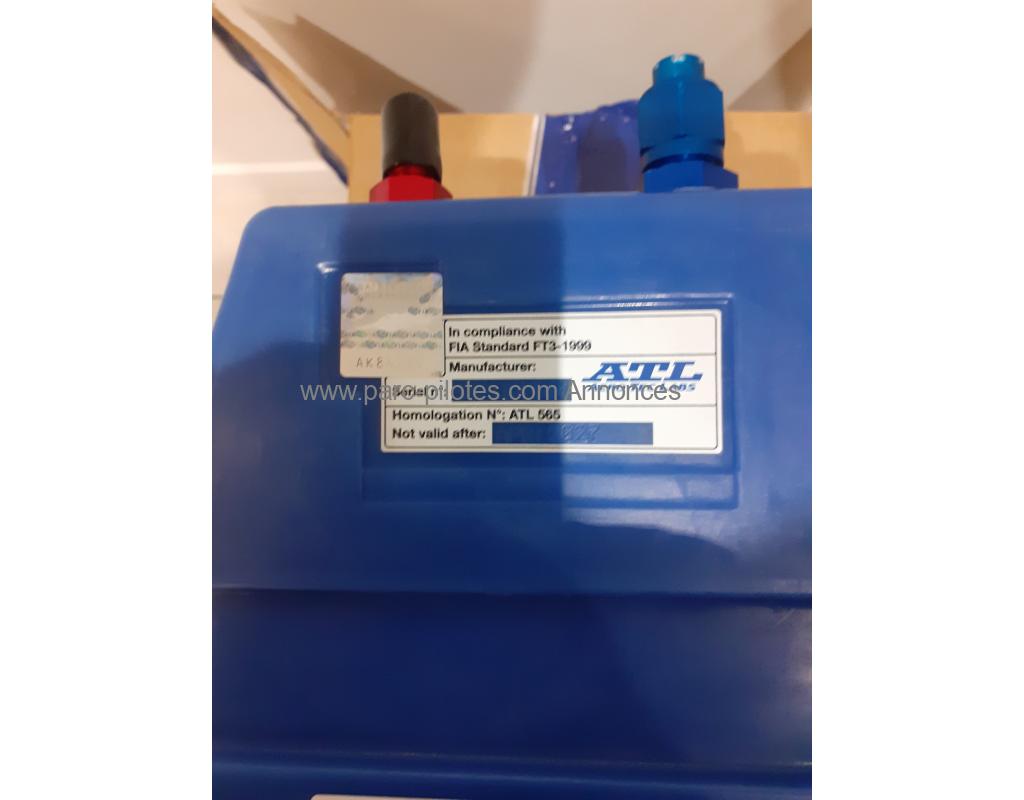 In compliance with
FIA Standard FT3-1999
AK8
Manufacturer:
ATL
www.parc-pilotes.com/Annonces
Homologation N°: ATL 565
Not valid after: